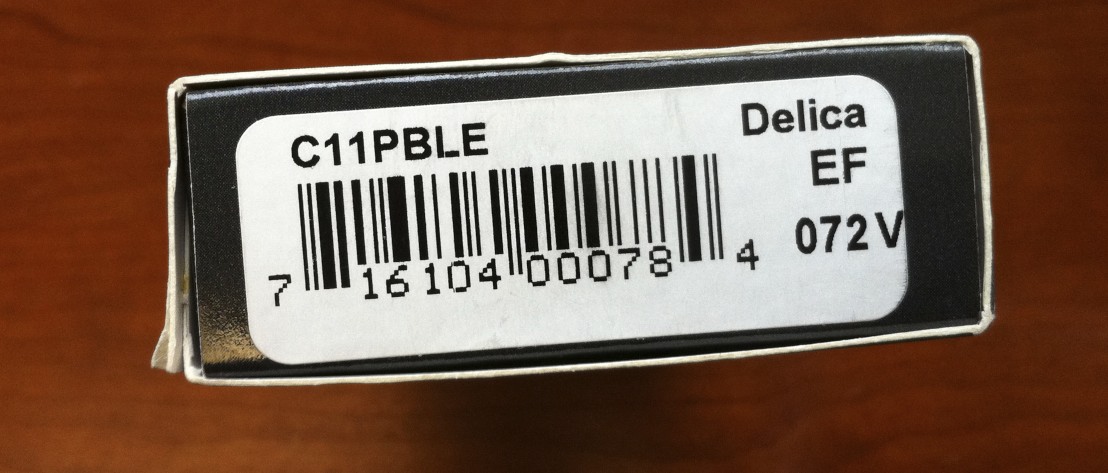 C11PBLE
Delica
EF
072V
7 16104 00078 4